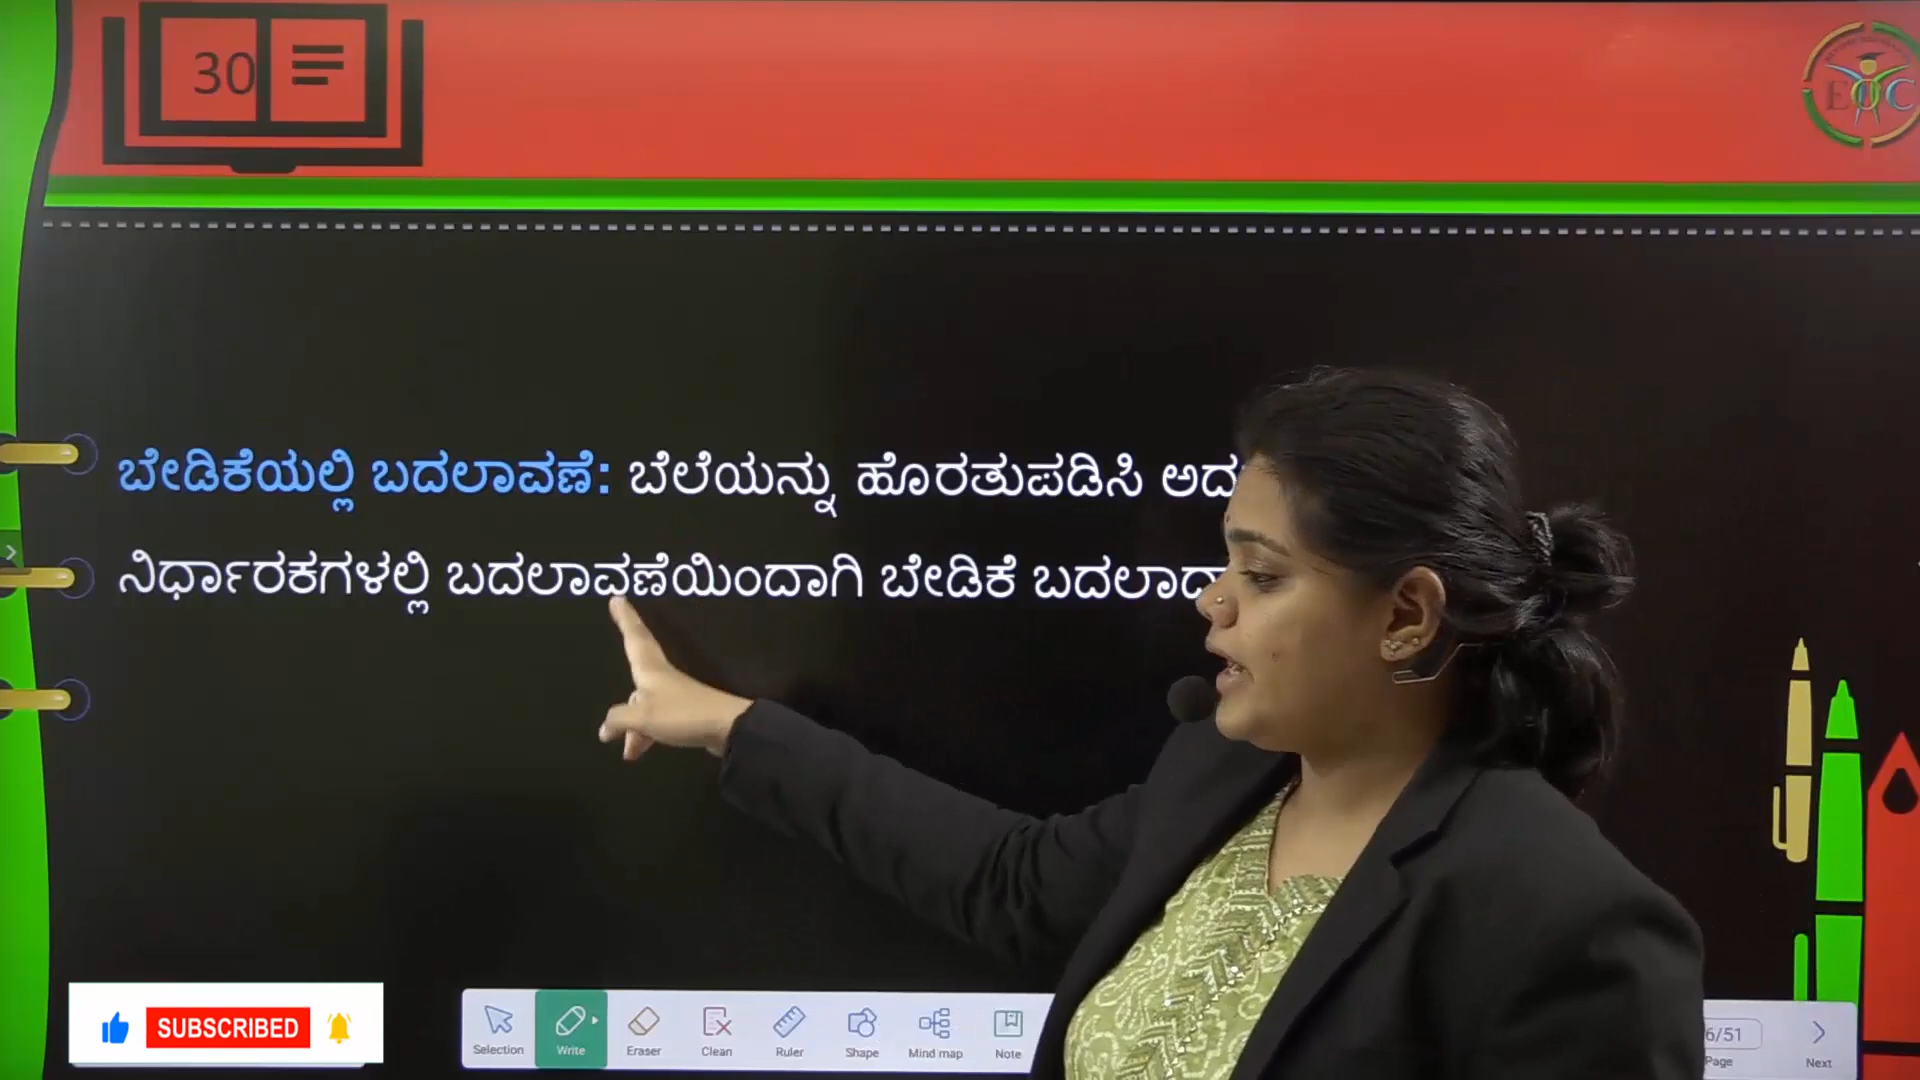 30
EOC
ಬೇಡಿಕೆಯಲ್ಲಿ ಬದಲಾವಣೆ: ಬೆಲೆಯನ್ನು ಹೊರತುಪಡಿಸಿ
ನಿರ್ಧಾರಕಗಳಲ್ಲಿ ಬದಲಾವಣೆಯಿಂದಾಗಿ ಬೇಡಿಕೆ
SUBSCRIBED
Selection Write Eraser Clean Ruler Shape Mind map Note
6/51
Page Next